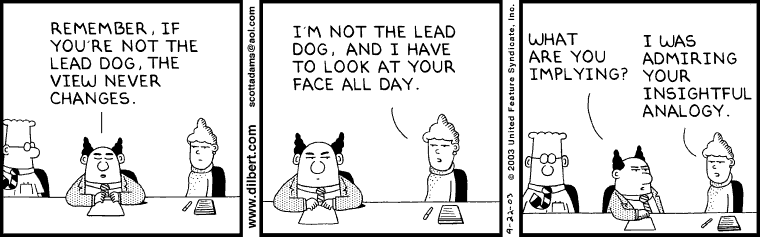 REMEMBER, IF
YOU'RE NOT THE
LEAD DOG, THE
VIEW NEVER
CHANGES.
www.dilbert.com
scottadams@aol.com
I'M NOT THE LEAD
DOG, AND I HAVE
TO LOOK AT YOUR
FACE ALL DAY.
9-22-03 © 2003 United Feature Syndicate, Inc.
WHAT
ARE YOU
IMPLYING?
I WAS
ADMIRING
YOUR
INSIGHTFUL
ANALOGY.